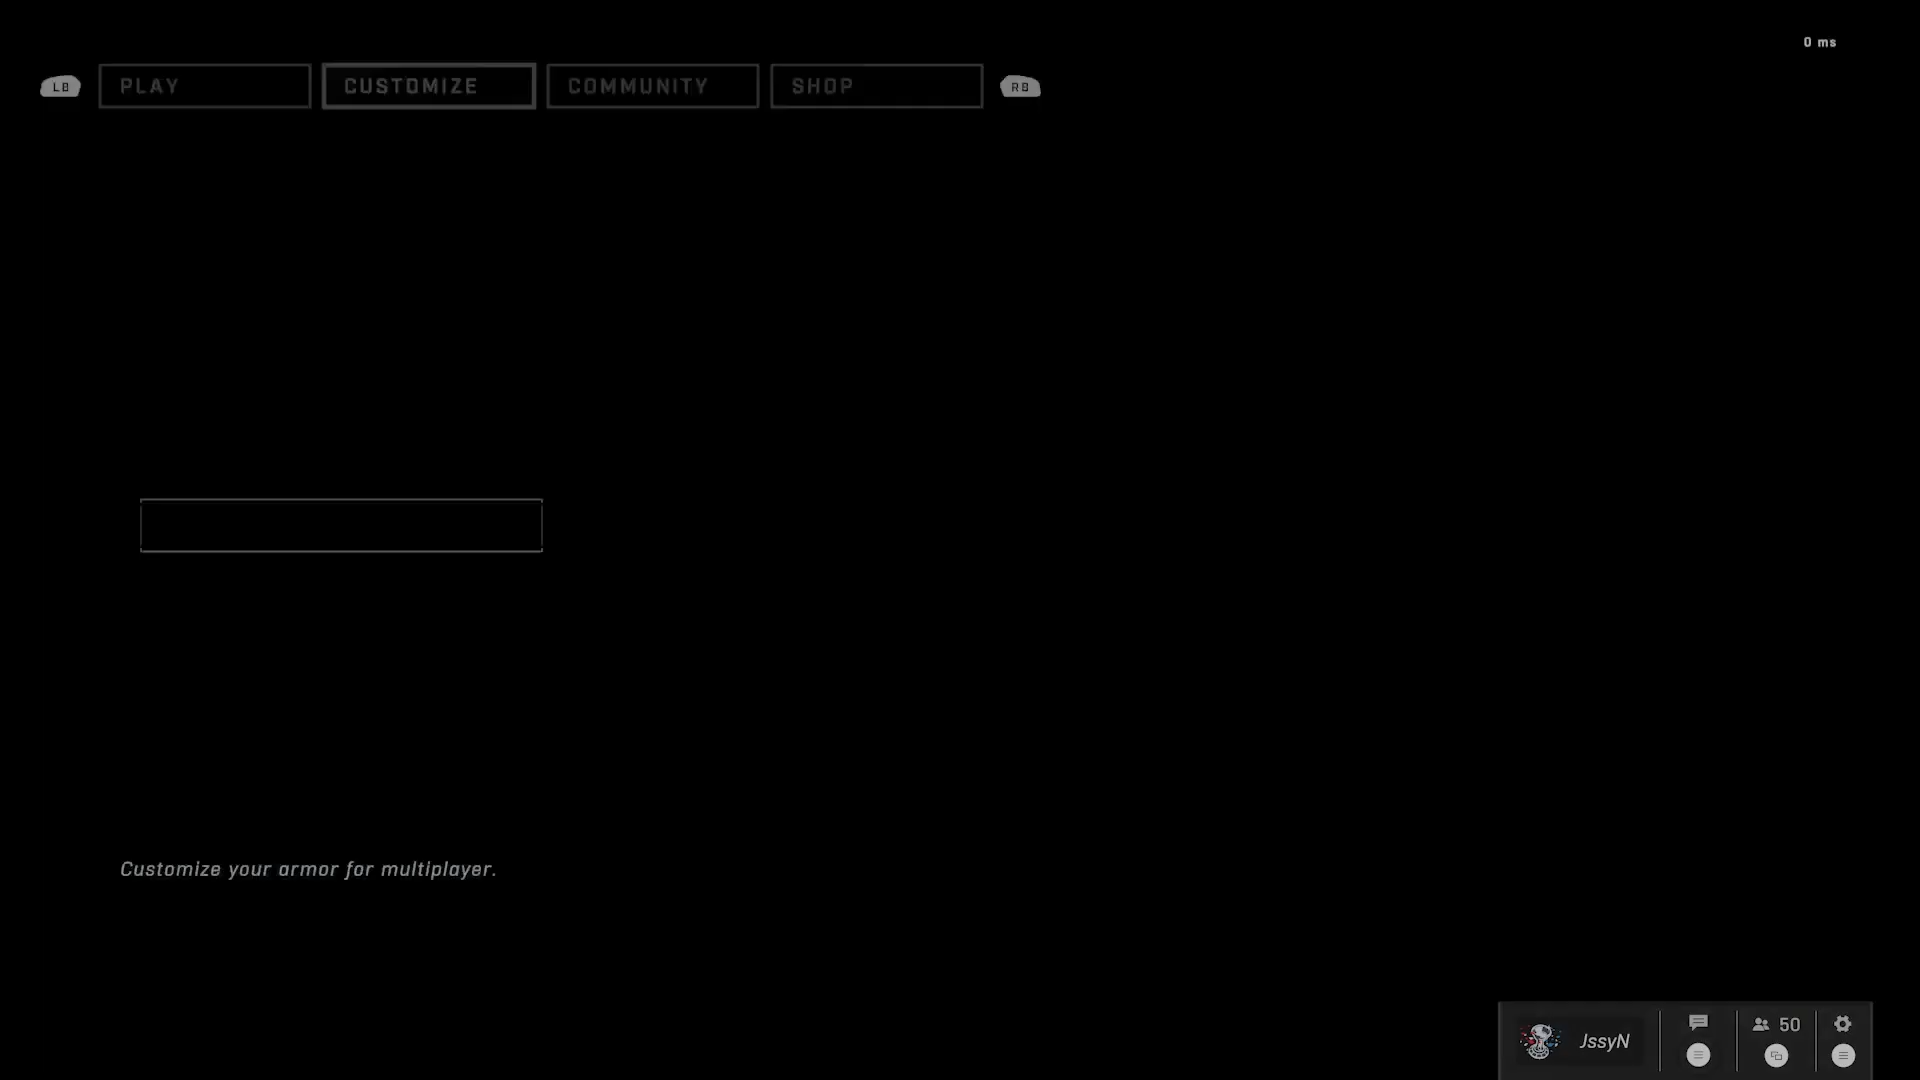 0 ms
LB PLAY CUSTOMIZE COMMUNITY SHOP RB
Customize your armor for multiplayer.
JssyN 50